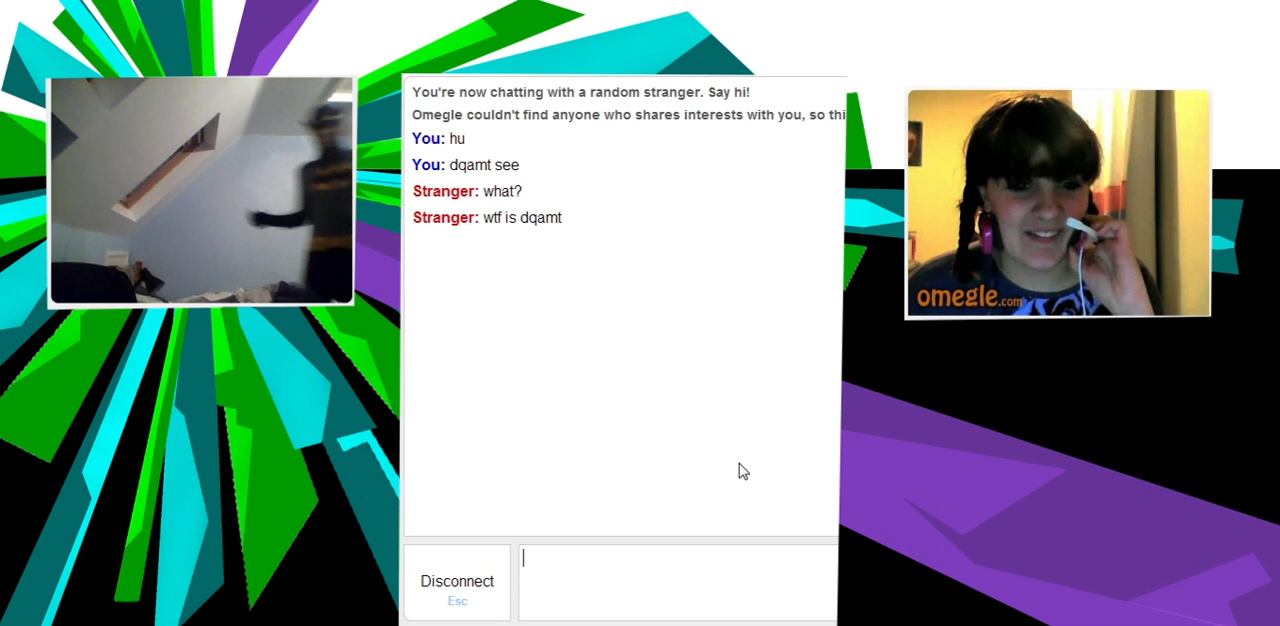 You're now chatting with a random stranger. Say hi!
Omegle couldn't find anyone who shares interests with you, so thi
You: hu
You: dqamt see
Stranger: what?
Stranger: wtf is dqamt
omegle.com
Disconnect
Esc